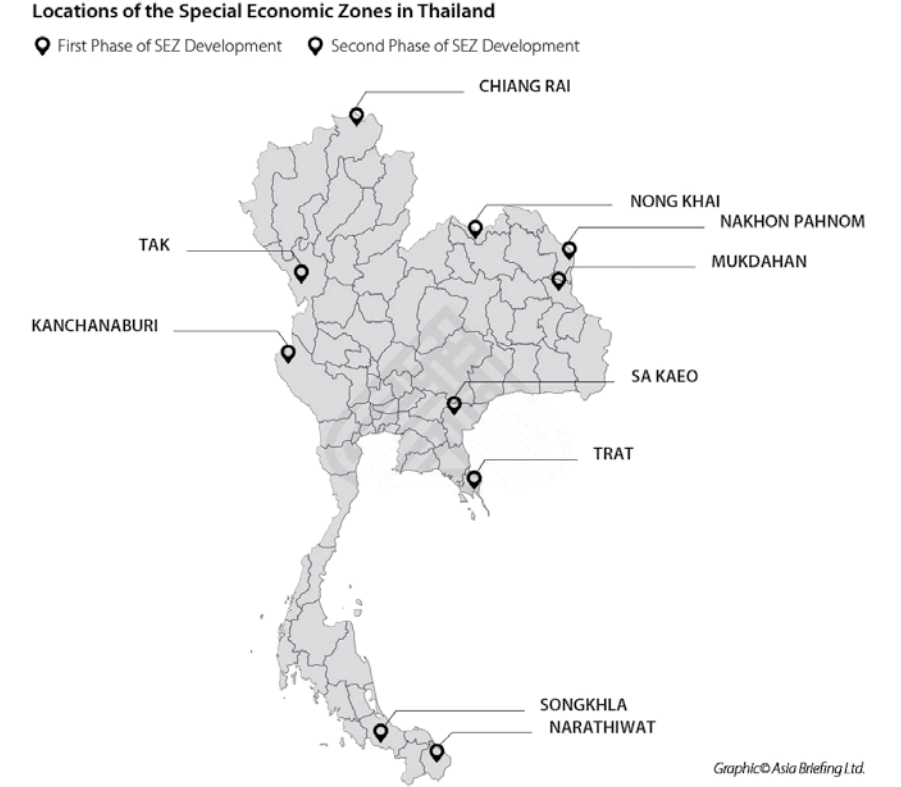 Locations of the Special Economic Zones in Thailand
First Phase of SEZ Development Second Phase of SEZ Development
CHIANG RAI
NONG KHAI
NAKHON PAHNOM
TAK
MUKDAHAN
KANCHANABURI
SA KAEO
TRAT
SONGKHLA
NARATHIWAT
Graphic© Asia Briefing Ltd.